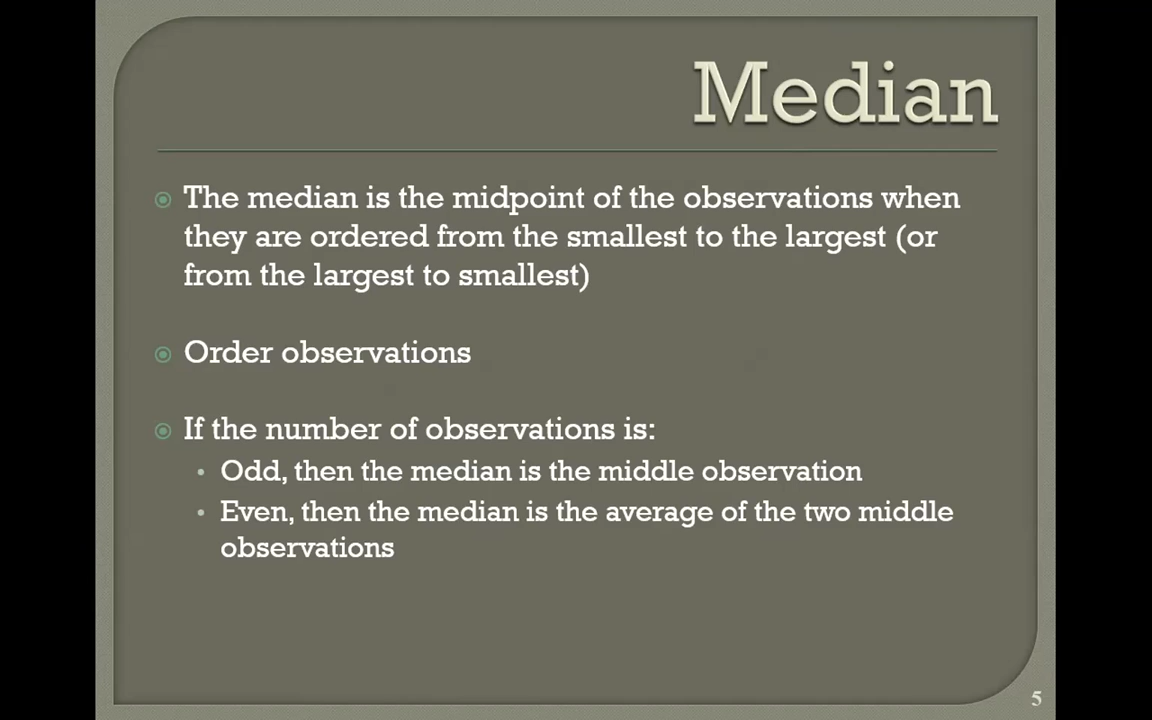 Median
The median is the midpoint of the observations when
they are ordered from the smallest to the largest (or
from the largest to smallest)
Order observations
If the number of observations is:
Odd, then the median is the middle observation
Even, then the median is the average of the two middle
observations
5